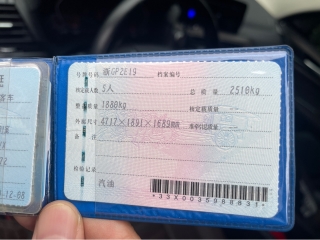 号牌号码 浙GPZE19 档案编号
核定载人数 5人 总质量 2510Kg
整备质量 1880Kg 核定载质量
外廓尺寸 4717×1891×1689mm 准牵引总质量
备注
检验记录
汽油
*33X0035988631*